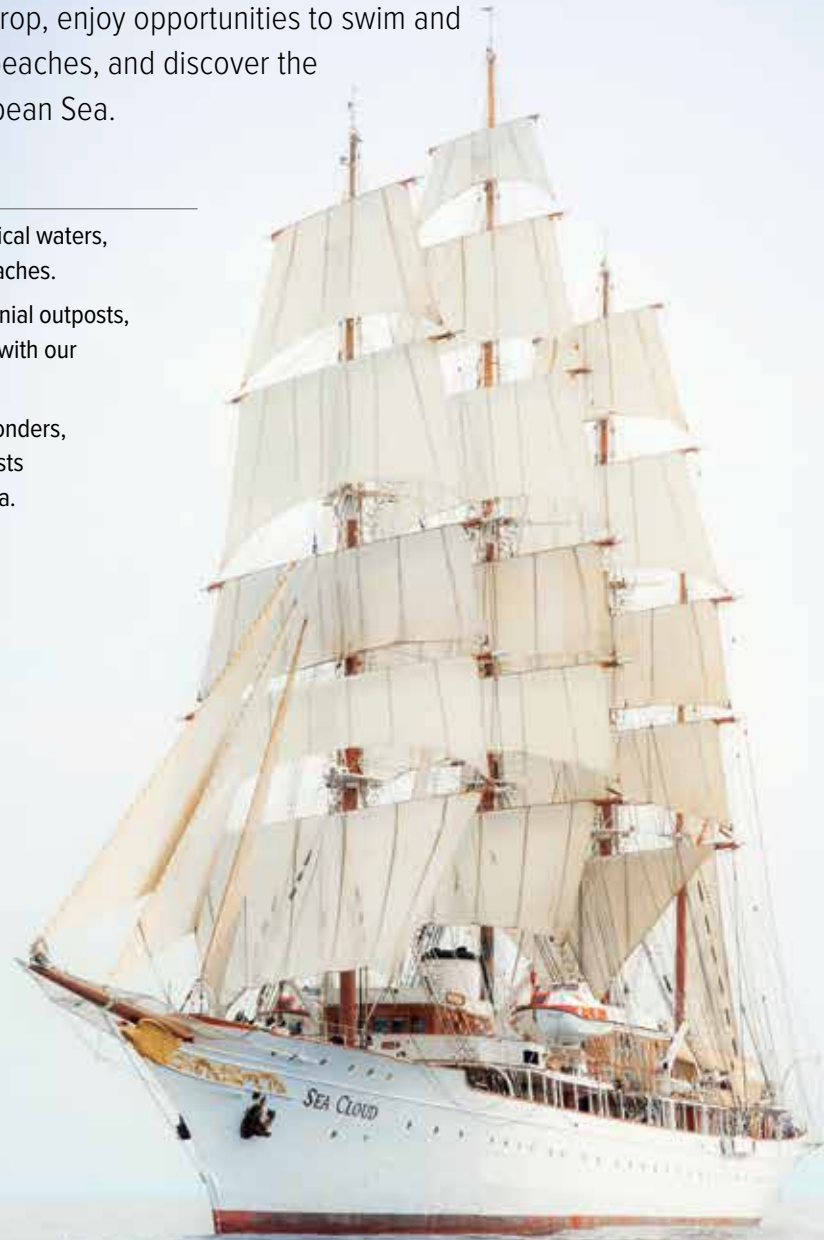 rop, enjoy opportunities to swim and
eaches, and discover the
bean Sea.
ical waters,
aches.
nial outposts,
with our
onders,
sts
a.
SEA CLOUD